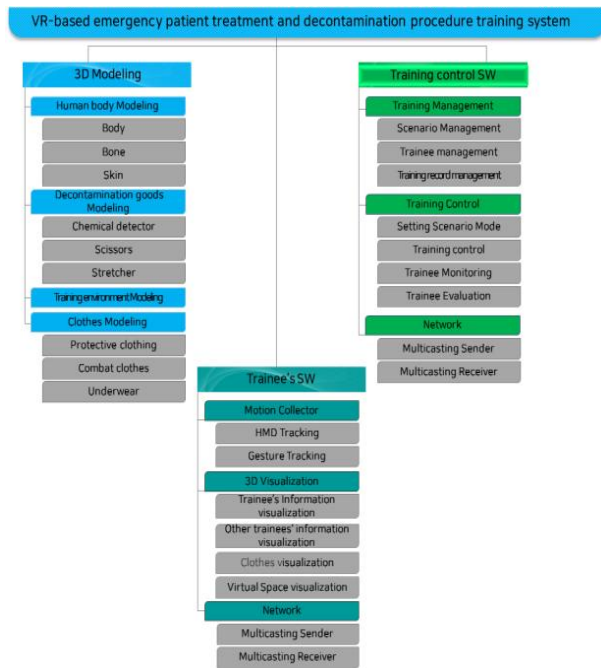 VR-based emergency patient treatment and decontamination procedure training system
3D Modeling
Human body Modeling
Body
Bone
Skin
Decontamination goods
Modeling
Chemical detector
Scissors
Stretcher
Training environment Modeling
Clothes Modeling
Protective clothing
Combat clothes
Underwear
Trainee's SW
Motion Collector
HMD Tracking
Gesture Tracking
3D Visualization
Trainee's Information
visualization
Other trainees' information
visualization
Clothes visualization
Virtual Space visualization
Network
Multicasting Sender
Multicasting Receiver
Training control SW
Training Management
Scenario Management
Trainee management
Training record management
Training Control
Setting Scenario Mode
Training control
Trainee Monitoring
Trainee Evaluation
Network
Multicasting Sender
Multicasting Receiver